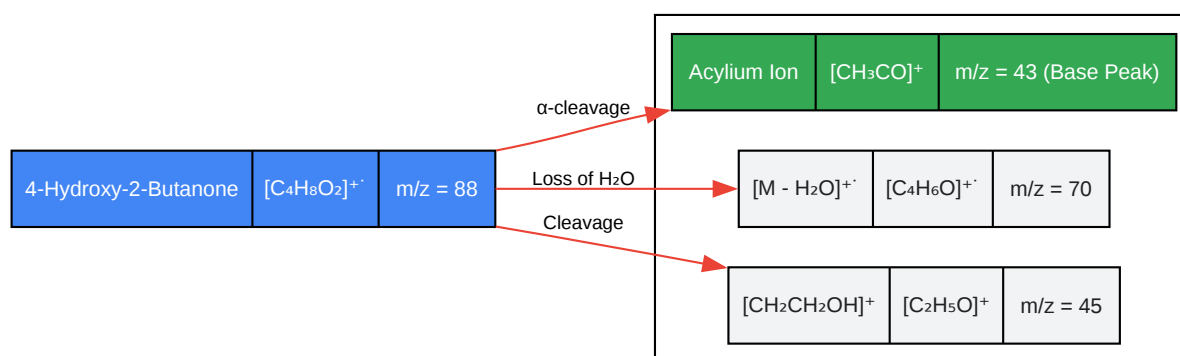 Acylium Ion [CH₃CO]⁺ m/z = 43 (Base Peak)
α-cleavage
4-Hydroxy-2-Butanone [C₄H₈O₂]⁺˙ m/z = 88
Loss of H₂O
[M - H₂O]⁺˙ [C₄H₆O]⁺˙ m/z = 70
Cleavage
[CH₂CH₂OH]⁺ [C₂H₅O]⁺ m/z = 45